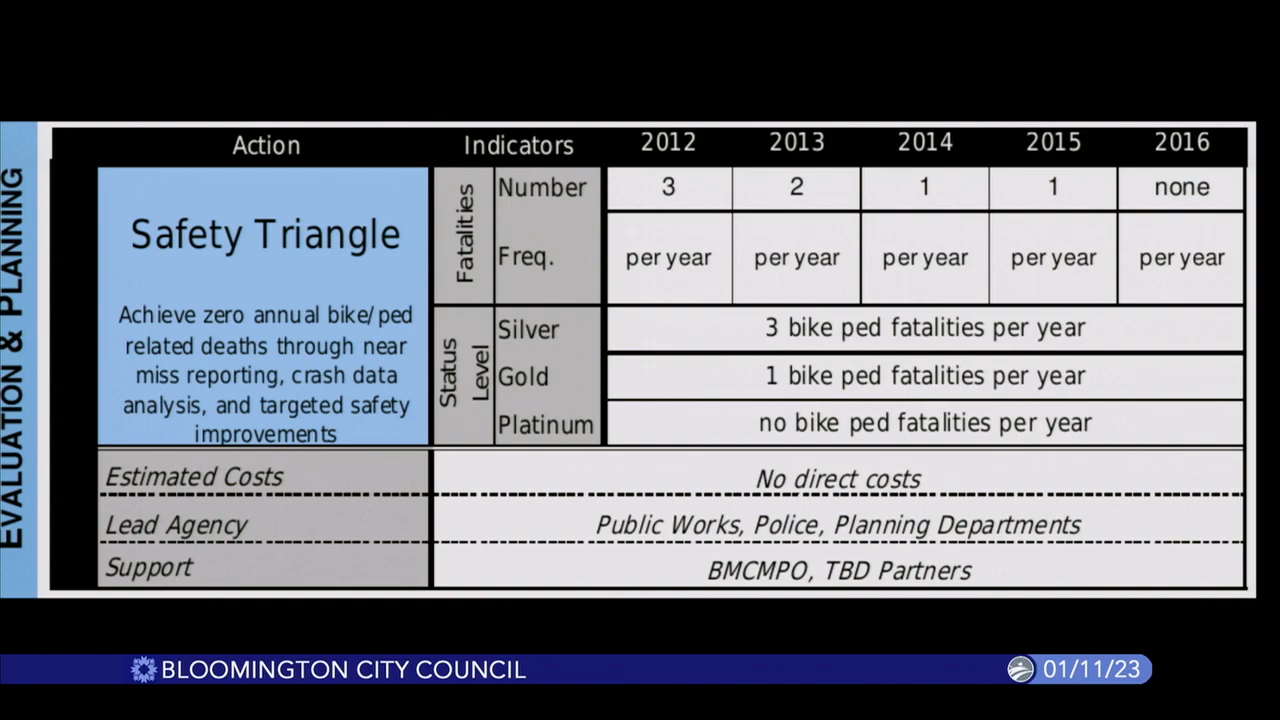 EVALUATION & PLANNING
Action Indicators 2012 2013 2014 2015 2016
Safety Triangle
Achieve zero annual bike/ped
related deaths through near
miss reporting, crash data
analysis, and targeted safety
improvements
Fatalities
Number 3 2 1 1 none
Freq. per year per year per year per year per year
Status
Level
Silver 3 bike ped fatalities per year
Gold 1 bike ped fatalities per year
Platinum no bike ped fatalities per year
Estimated Costs No direct costs
Lead Agency Public Works, Police, Planning Departments
Support BMCMPO, TBD Partners
BLOOMINGTON CITY COUNCIL 01/11/23